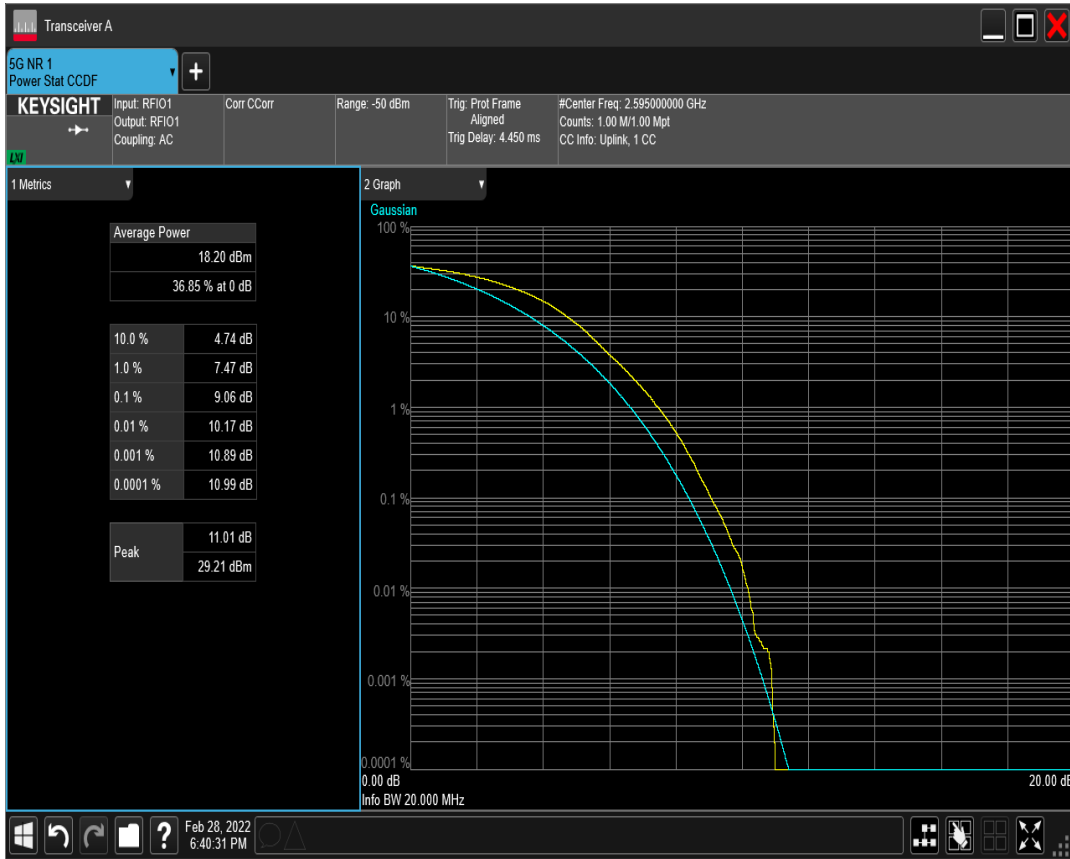 Transceiver A
5G NR 1
Power Stat CCDF
+
KEYSIGHT
LXI
Input: RFIO1
Output: RFIO1
Coupling: AC
Corr CCorr
Range: -50 dBm
Trig: Prot Frame
Aligned
Trig Delay: 4.450 ms
#Center Freq: 2.595000000 GHz
Counts: 1.00 M/1.00 Mpt
CC Info: Uplink, 1 CC
1 Metrics
Average Power
18.20 dBm
36.85 % at 0 dB
10.0 % 4.74 dB
1.0 % 7.47 dB
0.1 % 9.06 dB
0.01 % 10.17 dB
0.001 % 10.89 dB
0.0001 % 10.99 dB
Peak
11.01 dB
29.21 dBm
2 Graph
Gaussian
100 %
10 %
1 %
0.1 %
0.01 %
0.001 %
0.0001 %
0.00 dB 20.00 dB
Info BW 20.000 MHz
?
Feb 28, 2022
6:40:31 PM